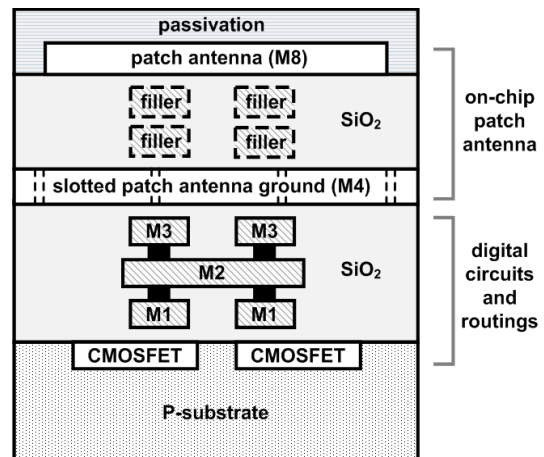 passivation
patch antenna (M8)
filler filler
filler filler
SiO2
on-chip
patch
antenna
slotted patch antenna ground (M4)
M3 M3
M2
M1 M1
SiO2
digital
circuits
and
routings
CMOSFET CMOSFET
P-substrate